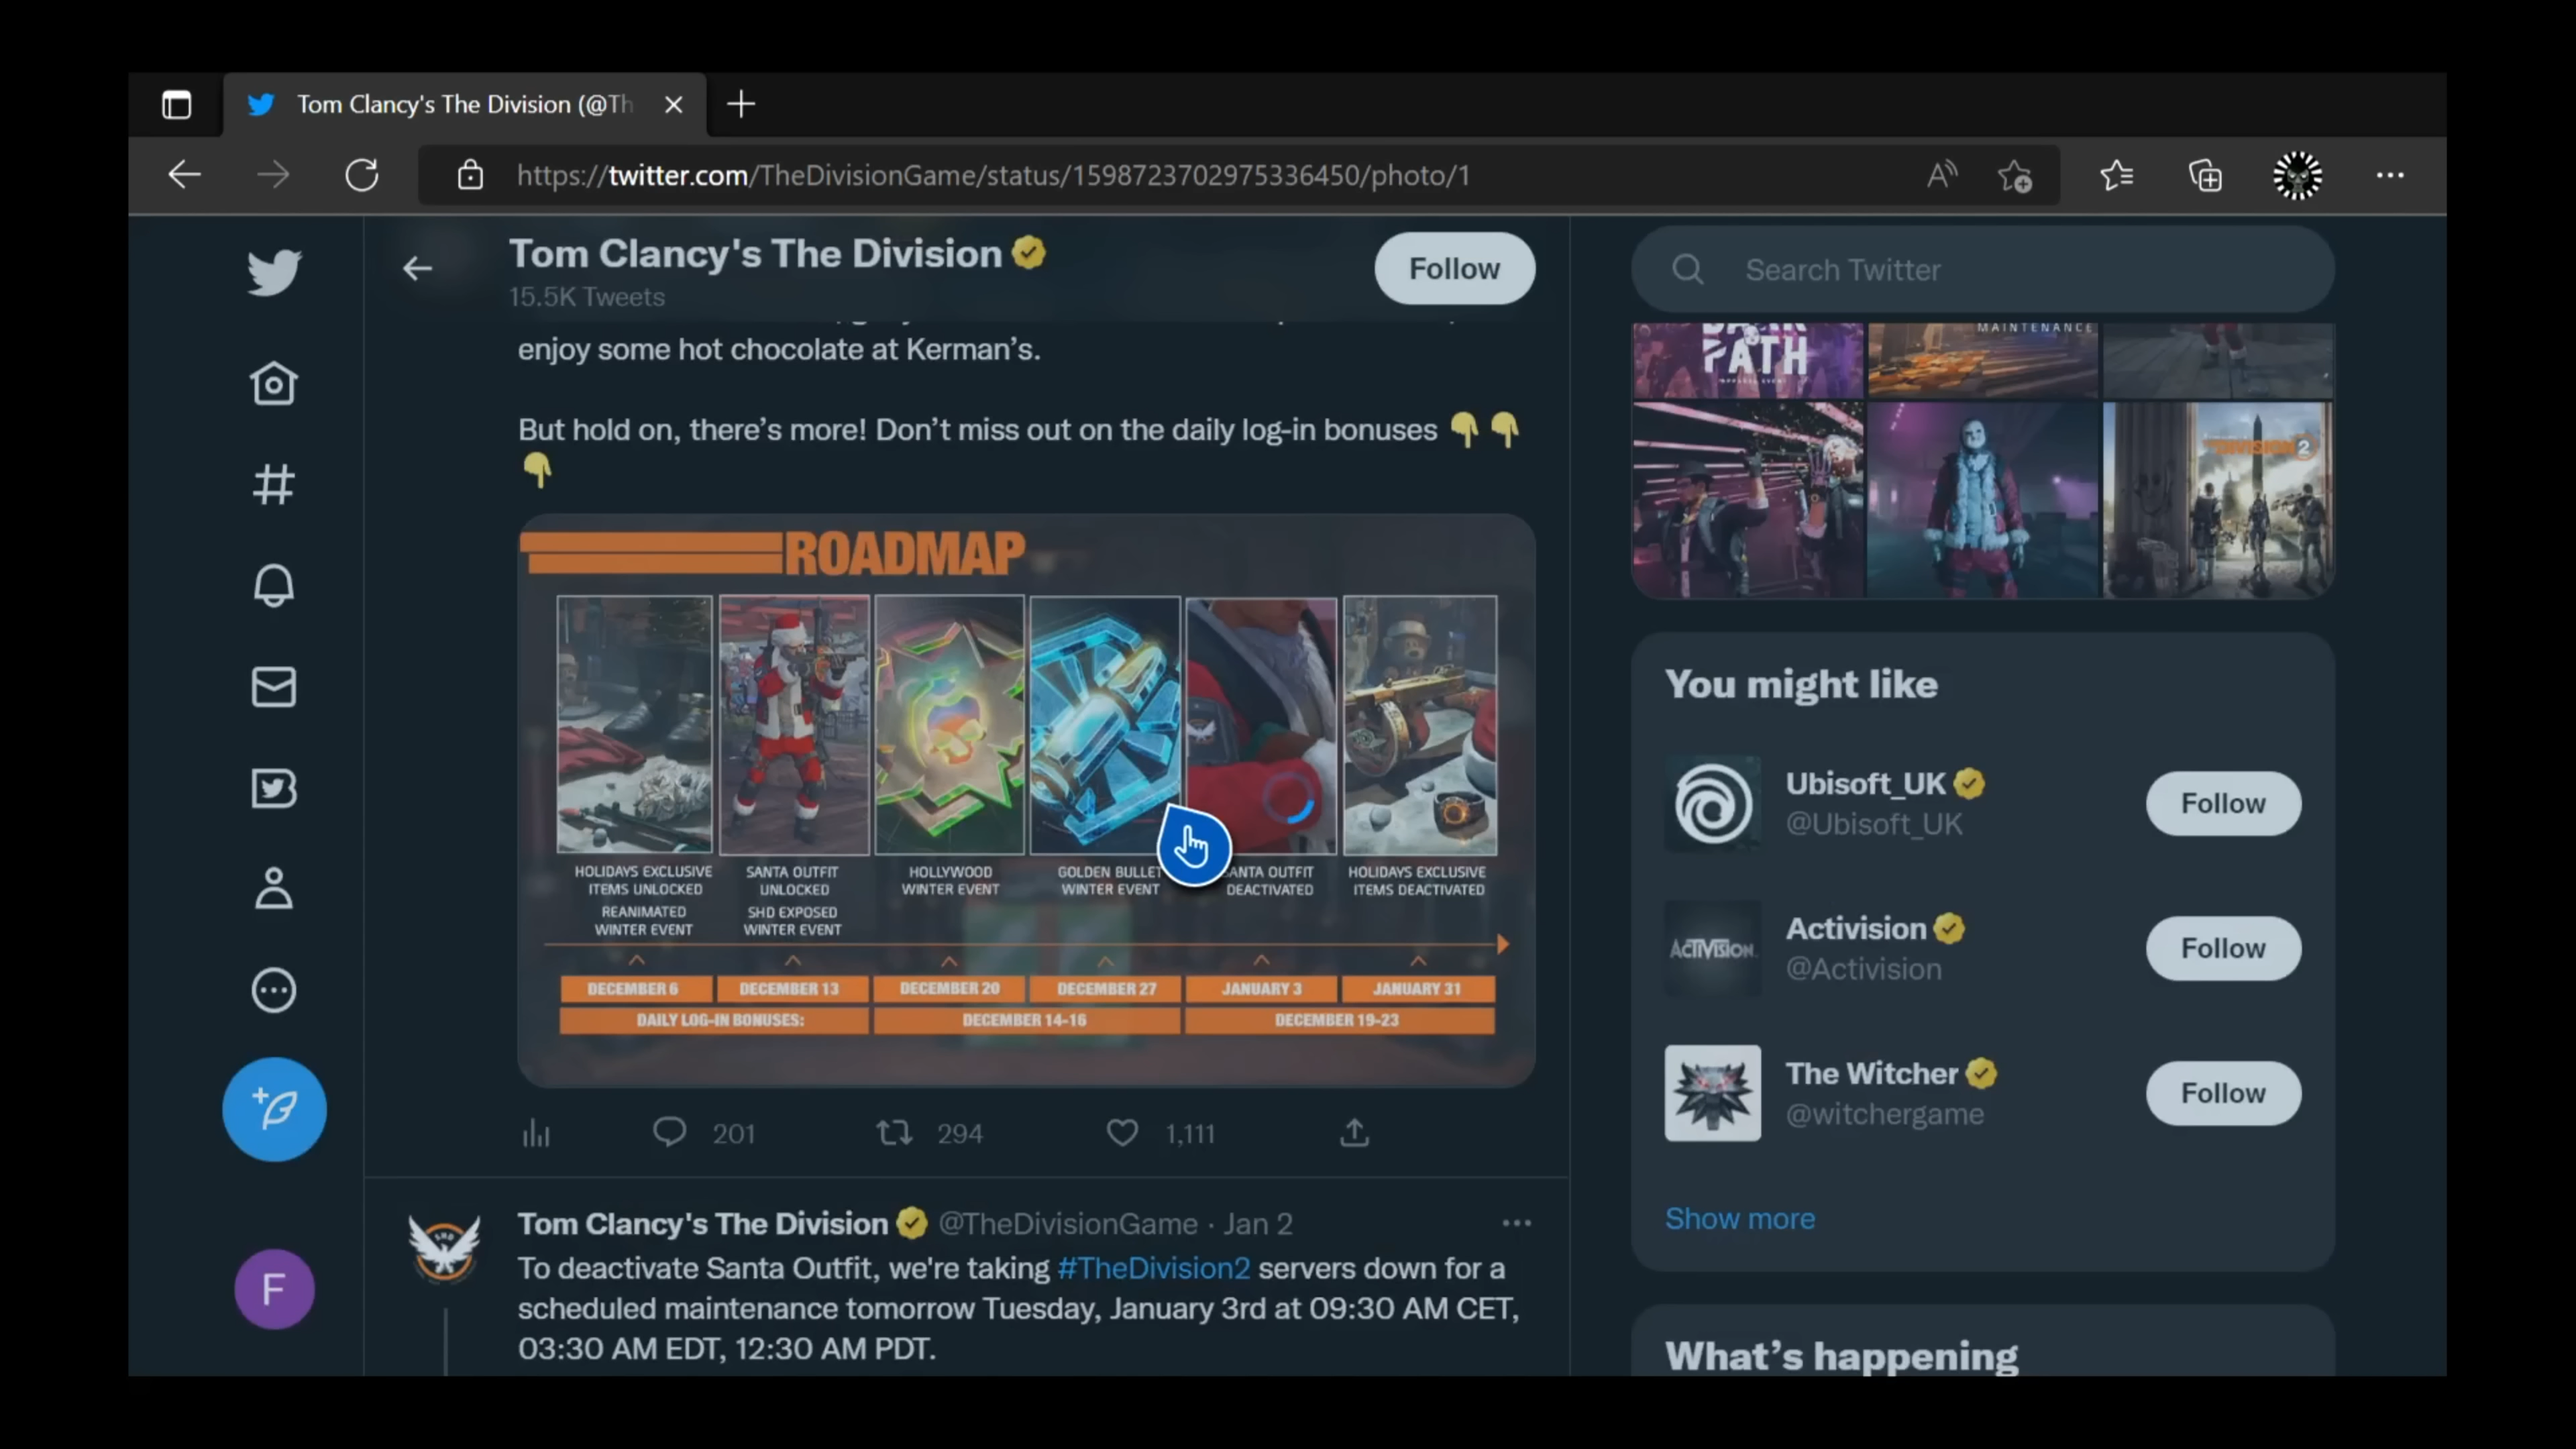 Tom Clancy's The Division (@Th
https://twitter.com/TheDivisionGame/status/1598723702975336450/photo/1
Tom Clancy's The Division
15.5K Tweets
Follow
Search Twitter
enjoy some hot chocolate at Kerman's.
But hold on, there's more! Don't miss out on the daily log-in bonuses 👇👇
👇
ROADMAP
HOLIDAYS EXCLUSIVE
ITEMS UNLOCKED
REANIMATED
WINTER EVENT
SANTA OUTFIT
UNLOCKED
SHD EXPOSED
WINTER EVENT
HOLLYWOOD
WINTER EVENT
GOLDEN BULLET
WINTER EVENT
ANTA OUTFIT
DEACTIVATED
HOLIDAYS EXCLUSIVE
ITEMS DEACTIVATED
DECEMBER 6
DECEMBER 13
DECEMBER 20
DECEMBER 27
JANUARY 3
JANUARY 31
DAILY LOG-IN BONUSES:
DECEMBER 14-16
DECEMBER 19-23
201
294
1,111
Tom Clancy's The Division @TheDivisionGame · Jan 2
To deactivate Santa Outfit, we're taking #TheDivision2 servers down for a
scheduled maintenance tomorrow Tuesday, January 3rd at 09:30 AM CET,
03:30 AM EDT, 12:30 AM PDT.
F
DARK
PATH
APPAREL EVENT
MAINTENANCE
DIVISION 2
You might like
Ubisoft_UK
@Ubisoft_UK
Follow
ACTIVISION
Activision
@Activision
Follow
The Witcher
@witchergame
Follow
Show more
What's happening